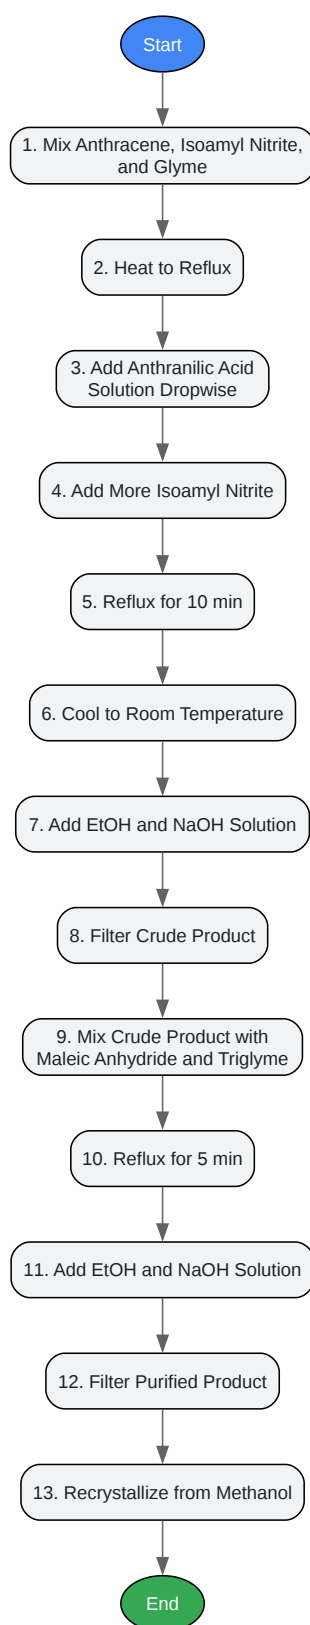 Start
1. Mix Anthracene, Isoamyl Nitrite,
and Glyme
2. Heat to Reflux
3. Add Anthranilic Acid
Solution Dropwise
4. Add More Isoamyl Nitrite
5. Reflux for 10 min
6. Cool to Room Temperature
7. Add EtOH and NaOH Solution
8. Filter Crude Product
9. Mix Crude Product with
Maleic Anhydride and Triglyme
10. Reflux for 5 min
11. Add EtOH and NaOH Solution
12. Filter Purified Product
13. Recrystallize from Methanol
End